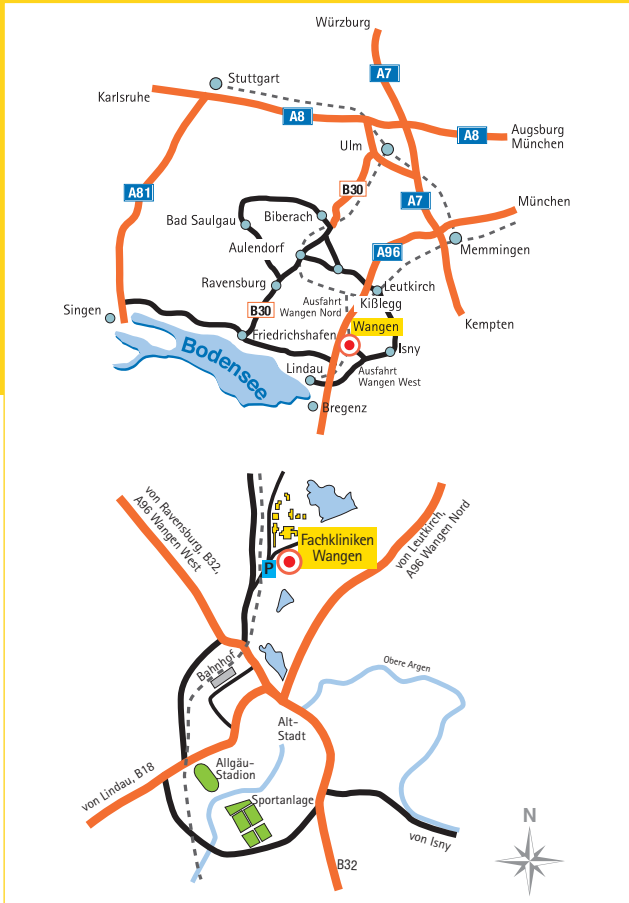 Würzburg
A7
Stuttgart
Karlsruhe
A8
A8
Augsburg
München
Ulm
B30
A81
A7
München
Bad Saulgau
Biberach
Aulendorf
A96
Memmingen
Ravensburg
Leutkirch
Ausfahrt
Wangen Nord
Kißlegg
B30
Singen
Kempten
Wangen
Friedrichshafen
Bodensee
Isny
Lindau
Ausfahrt
Wangen West
Bregenz
von Ravensburg, B32,
A96 Wangen West
von Leutkirch,
A96 Wangen Nord
Fachkliniken
Wangen
P
Bahnhof
Obere Argen
Alt-
Stadt
Allgäu-
Stadion
von Lindau, B18
Sportanlage
von Isny
B32
N